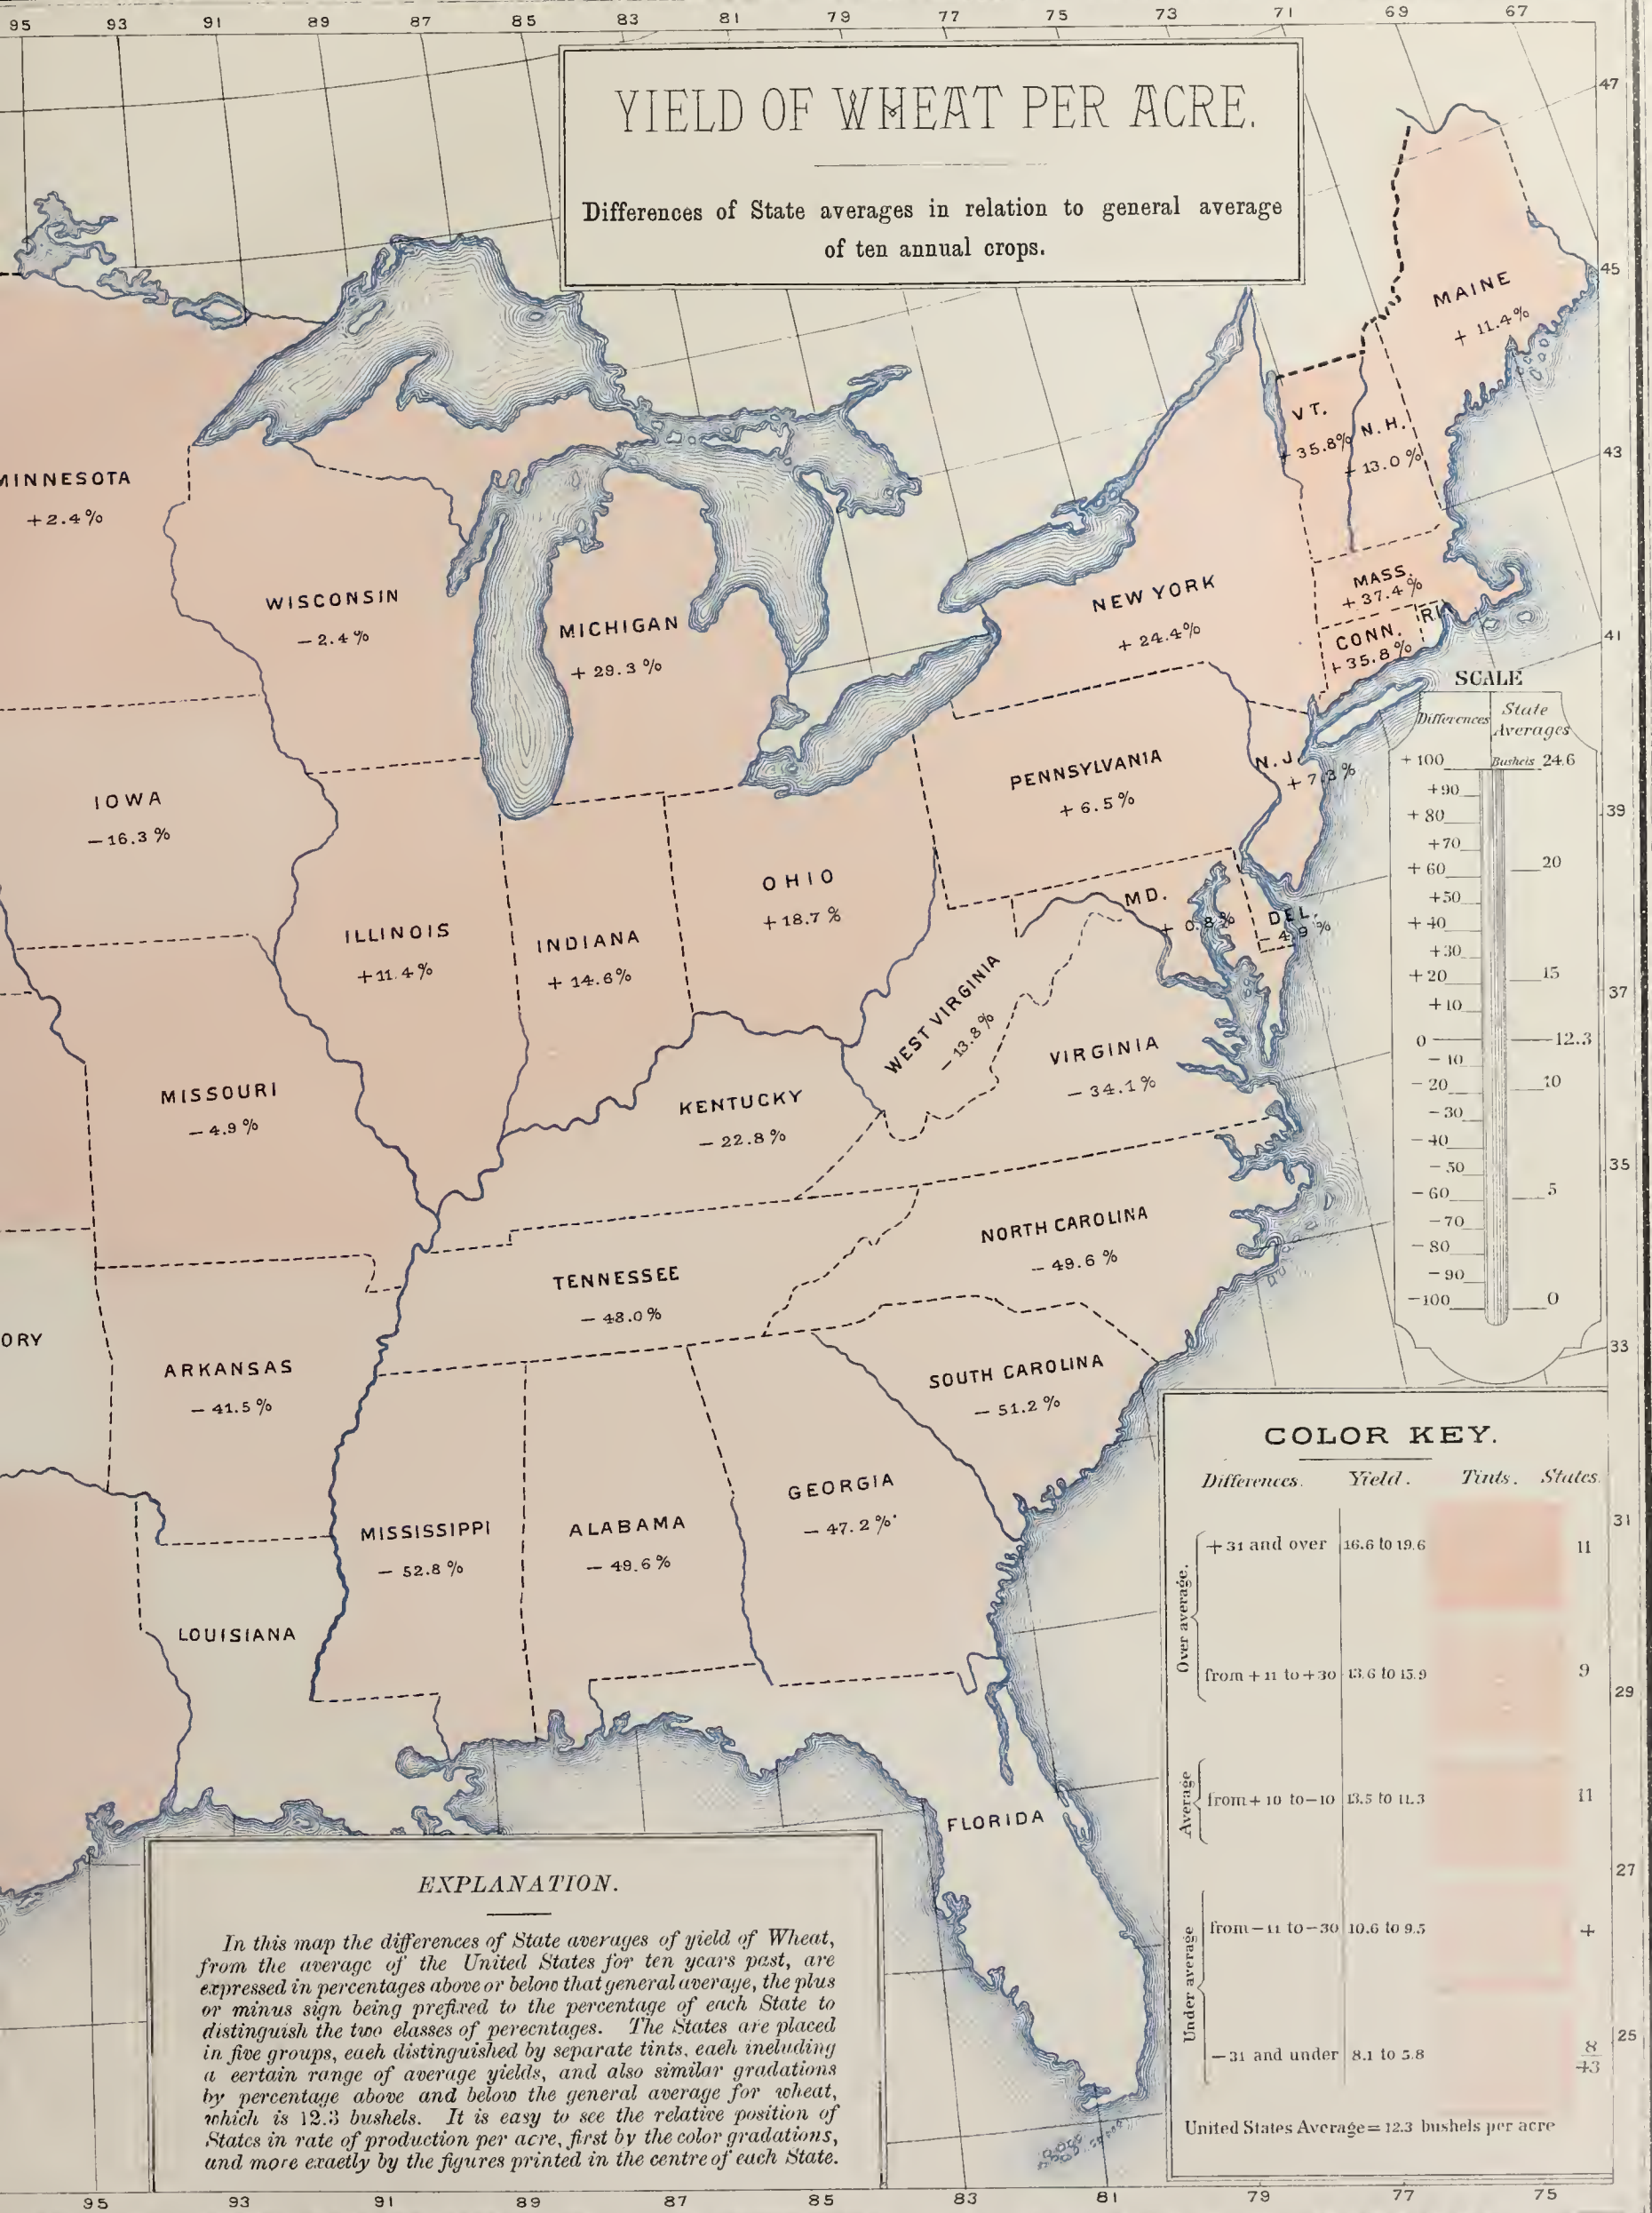 95 93 91 89 87 85 83 81 79 77 75 73 71 69 67
YIELD OF WHEAT PER ACRE.
Differences of State averages in relation to general average
of ten annual crops.
47
45
43
41
39
37
35
33
31
29
27
25
MAINE
+ 11.4%
VT.
+ 35.8%
N.H.
+ 13.0%
MINNESOTA
+2.4%
WISCONSIN
– 2.4%
MICHIGAN
+ 29.3%
NEW YORK
+ 24.4%
MASS.
+ 37.4%
CONN.
+ 35.8%
R.I.
IOWA
– 16.3%
PENNSYLVANIA
+ 6.5%
N.J.
+ 7.3%
OHIO
+ 18.7%
MD.
+ 0.8%
DEL.
– 4.9%
ILLINOIS
+ 11.4%
INDIANA
+ 14.6%
WEST VIRGINIA
– 13.8%
VIRGINIA
– 34.1%
MISSOURI
– 4.9%
KENTUCKY
– 22.8%
NORTH CAROLINA
– 49.6%
TENNESSEE
– 48.0%
ORY
ARKANSAS
– 41.5%
SOUTH CAROLINA
– 51.2%
GEORGIA
– 47.2%
MISSISSIPPI
– 52.8%
ALABAMA
– 49.6%
LOUISIANA
FLORIDA
SCALE
Differences State
Averages
+ 100 Bushels 24.6
+90
+ 80
+70
+ 60 20
+50
+40
+30
+20 15
+10
0 12.3
– 10
– 20 10
– 30
– 40
– 50
– 60 5
– 70
– 80
– 90
– 100 0
COLOR KEY.
Differences. Yield. Tints. States.
Over average.
+ 31 and over 16.6 to 19.6 11
from + 11 to + 30 13.6 to 15.9 9
Average
from + 10 to – 10 13.5 to 11.3 11
Under average
from – 11 to – 30 10.6 to 9.5 4
– 31 and under 8.1 to 5.8 8
43
United States Average = 12.3 bushels per acre
EXPLANATION.
In this map the differences of State averages of yield of Wheat,
from the average of the United States for ten years past, are
expressed in percentages above or below that general average, the plus
or minus sign being prefixed to the percentage of each State to
distinguish the two classes of percentages. The States are placed
in five groups, each distinguished by separate tints, each including
a certain range of average yields, and also similar gradations
by percentage above and below the general average for wheat,
which is 12.3 bushels. It is easy to see the relative position of
States in rate of production per acre, first by the color gradations,
and more exactly by the figures printed in the centre of each State.
95 93 91 89 87 85 83 81 79 77 75